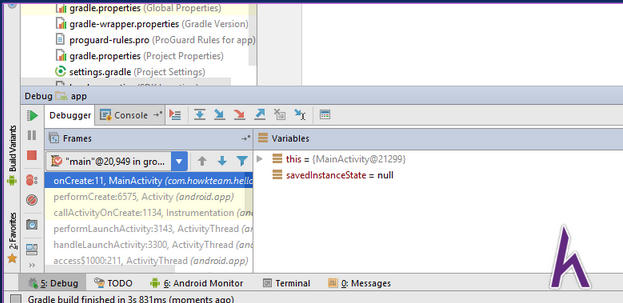 gradle.properties (Global Properties)
gradle-wrapper.properties (Gradle Version)
proguard-rules.pro (ProGuard Rules for app)
gradle.properties (Project Properties)
settings.gradle (Project Settings)
Debug app
Debugger Console
Build Variants
2: Favorites
Frames
"main"@20,949 in gro...
onCreate:11, MainActivity (com.howkteam.hello
performCreate:6575, Activity (android.app)
callActivityOnCreate:1134, Instrumentation (an
performLaunchActivity:3143, ActivityThread (an
handleLaunchActivity:3300, ActivityThread (an
access$1000:211, ActivityThread (android.app)
Variables
this = {MainActivity@21299}
savedInstanceState = null
5: Debug TODO 6: Android Monitor Terminal 0: Messages
Gradle build finished in 3s 831ms (moments ago)